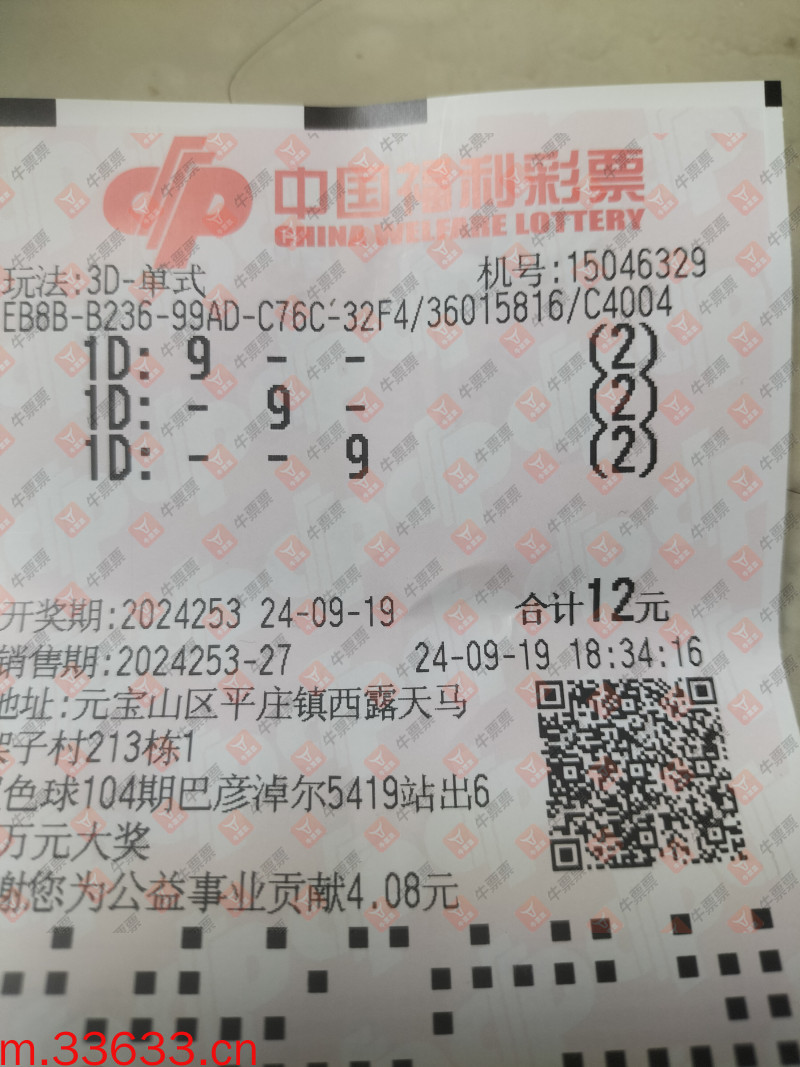 中国福利彩票
CHINA WELFARE LOTTERY
玩法:3D-单式 机号:15046329
EB8B-B236-99AD-C76C-32F4/36015816/C4004
1D: 9 - - (2)
1D: - 9 - (2)
1D: - - 9 (2)
开奖期:2024253 24-09-19 合计12元
销售期:2024253-27 24-09-19 18:34:16
地址:元宝山区平庄镇西露天马
架子村213栋1
色球104期巴彦淖尔5419站出6
万元大奖
谢您为公益事业贡献4.08元
牛票票
m.33633.cn